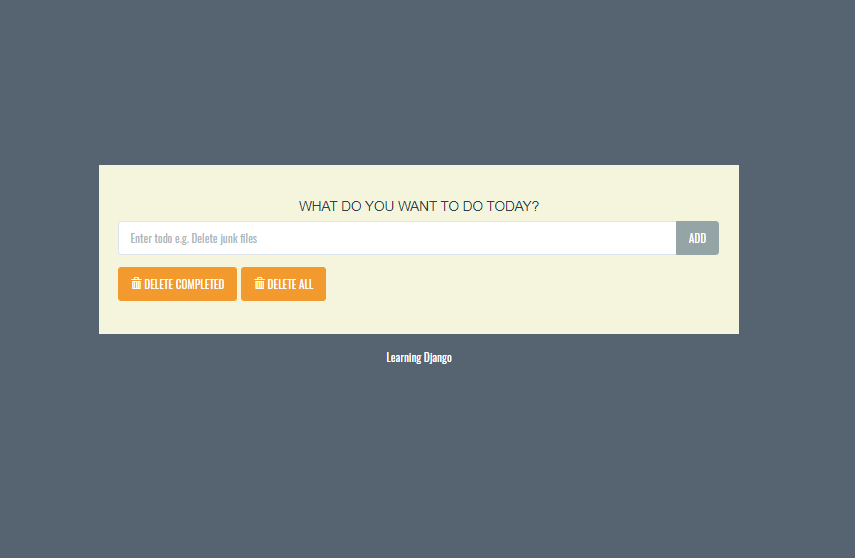 WHAT DO YOU WANT TO DO TODAY?
Enter todo e.g. Delete junk files
ADD
DELETE COMPLETED DELETE ALL
Learning Django